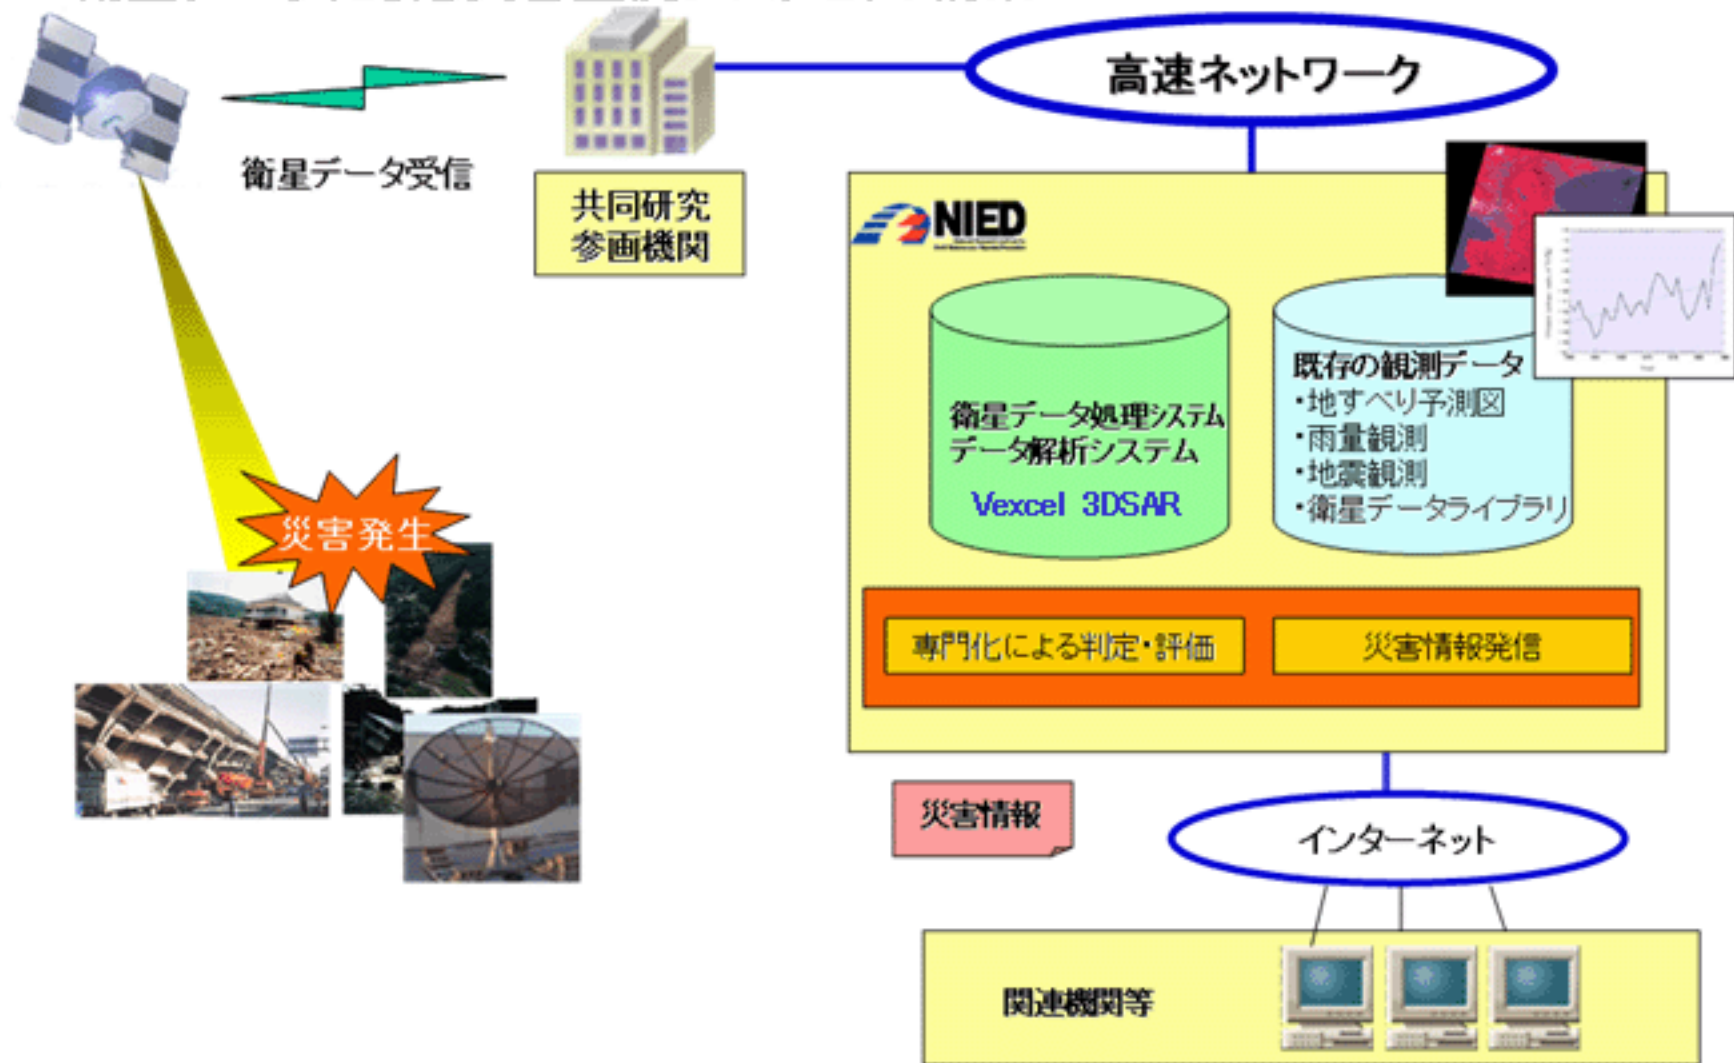 高速ネットワーク
衛星データ受信
共同研究
参画機関
NIED
衛星データ処理システム
データ解析システム
Vexcel 3DSAR
既存の観測データ
・地すべり予測図
・雨量観測
・地震観測
・衛星データライブラリ
災害発生
専門化による判定・評価
災害情報発信
災害情報
インターネット
関連機関等